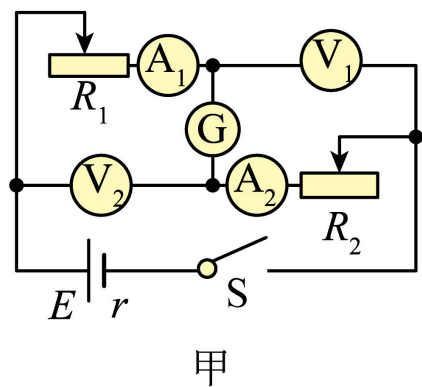 A₁ V₁
R₁
G
V₂ A₂
R₂
E r S
甲